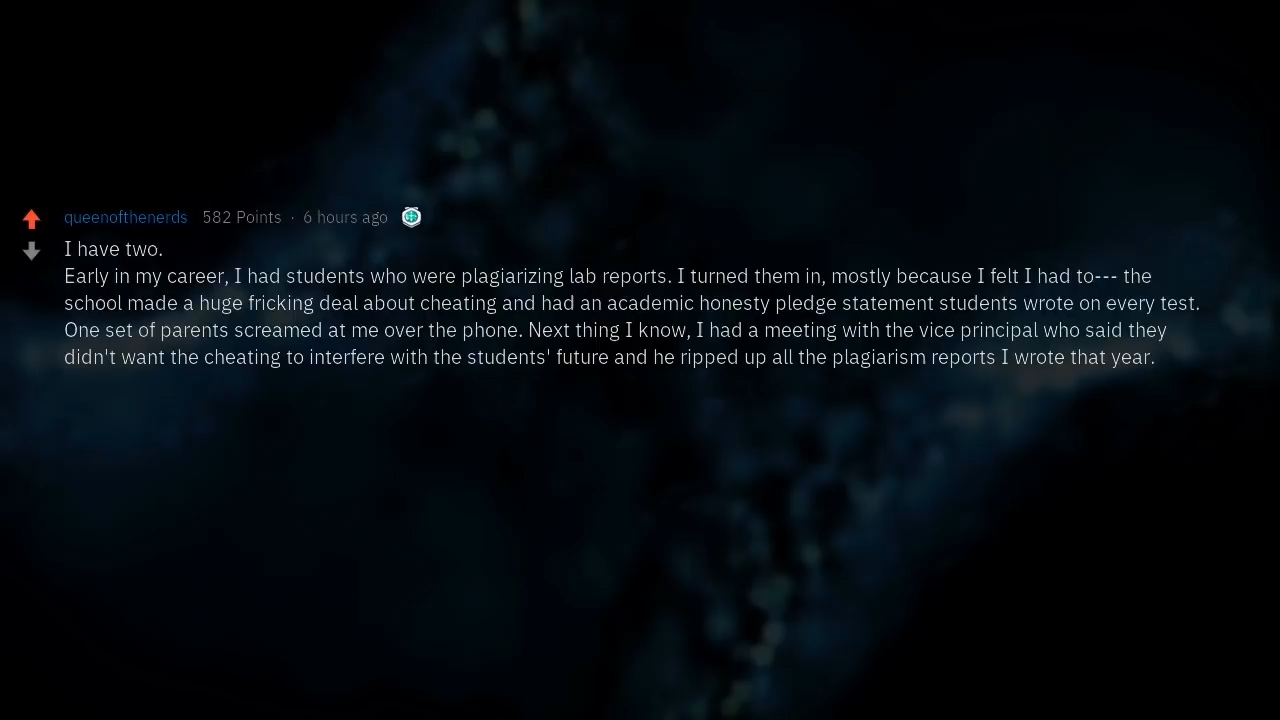 queenofthenerds 582 Points · 6 hours ago
I have two.
Early in my career, I had students who were plagiarizing lab reports. I turned them in, mostly because I felt I had to--- the
school made a huge fricking deal about cheating and had an academic honesty pledge statement students wrote on every test.
One set of parents screamed at me over the phone. Next thing I know, I had a meeting with the vice principal who said they
didn't want the cheating to interfere with the students' future and he ripped up all the plagiarism reports I wrote that year.